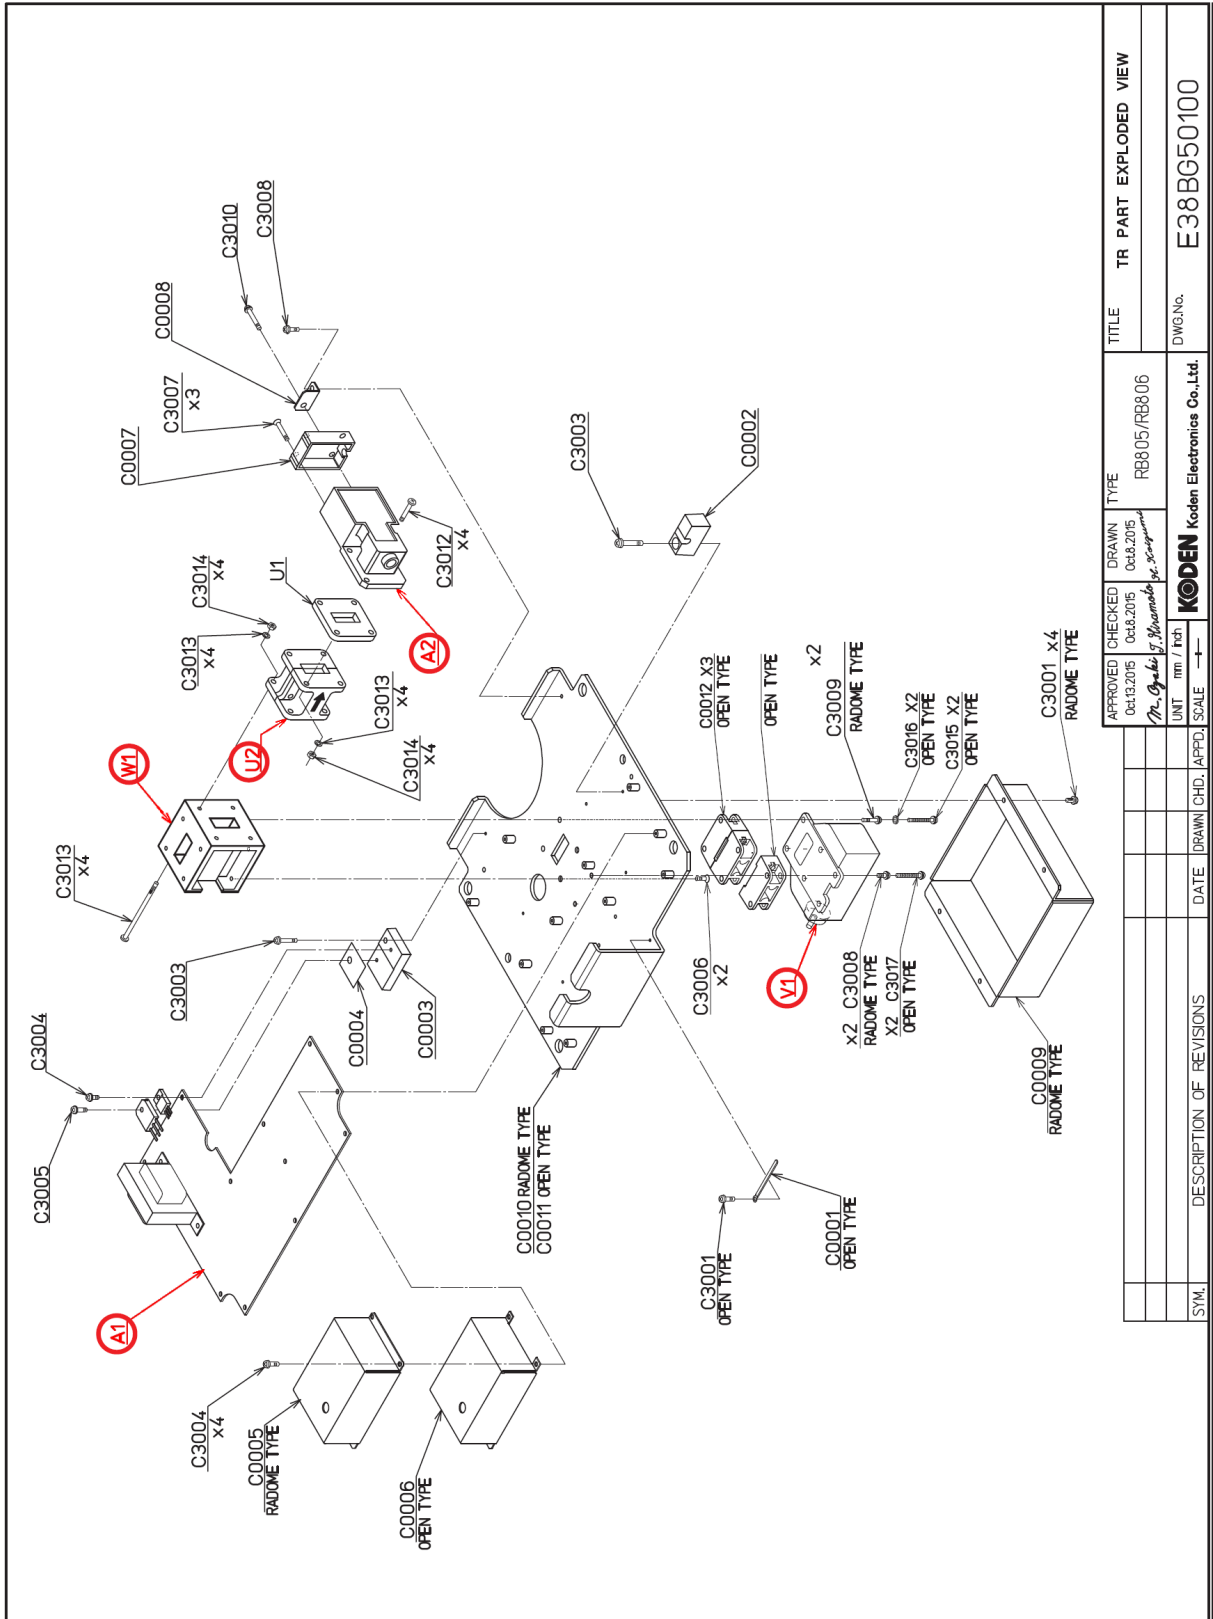 C3010
C3008
C0008
C3007
x3
C0007
C3012
x4
A2
U1
C3014
x4
C3013
x4
U2
C3013
x4
C3014
x4
W1
C3013
x4
C3003
C0002
C3003
C0004
C0003
C3004
C3005
A1
C3004
x4
C0005
RADOME TYPE
C0006
OPEN TYPE
C0010 RADOME TYPE
C0011 OPEN TYPE
C3001
OPEN TYPE
C0001
OPEN TYPE
C3006
x2
C0012 X3
OPEN TYPE
OPEN TYPE
x2
C3009
RADOME TYPE
C3016 X2
OPEN TYPE
C3015 X2
OPEN TYPE
V1
x2 C3008
RADOME TYPE
X2 C3017
OPEN TYPE
C3001 x4
RADOME TYPE
C0009
RADOME TYPE
SYM.
DESCRIPTION OF REVISIONS
DATE
DRAWN
CHD.
APPD.
APPROVED
Oct.13.2015
M. Ozaki
CHECKED
Oct.8.2015
J. Hiramoto
DRAWN
Oct.8.2015
TYPE
RB805/RB806
TITLE
TR PART EXPLODED VIEW
UNIT mm / inch
SCALE
KODEN Koden Electronics Co.,Ltd.
DWG.No.
E38BG50100